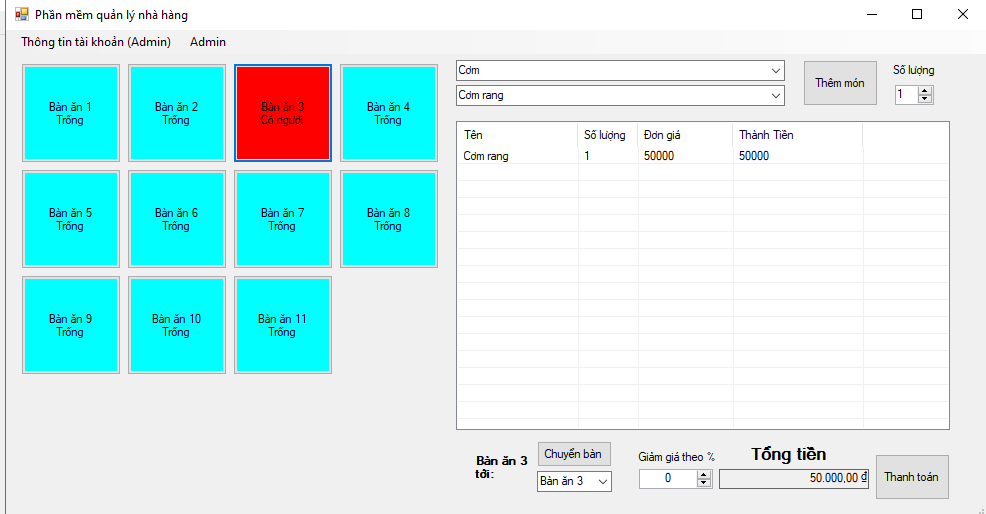 Phần mềm quản lý nhà hàng
Thông tin tài khoản (Admin) Admin
Bàn ăn 1
Trống
Bàn ăn 2
Trống
Bàn ăn 3
Có người
Bàn ăn 4
Trống
Bàn ăn 5
Trống
Bàn ăn 6
Trống
Bàn ăn 7
Trống
Bàn ăn 8
Trống
Bàn ăn 9
Trống
Bàn ăn 10
Trống
Bàn ăn 11
Trống
Cơm
Cơm rang
Thêm món
Số lượng
1
Tên Số lượng Đơn giá Thành Tiền
Cơm rang 1 50000 50000
Bàn ăn 3
tới:
Chuyển bàn
Bàn ăn 3
Giảm giá theo %
0
Tổng tiền
50.000,00 ₫
Thanh toán